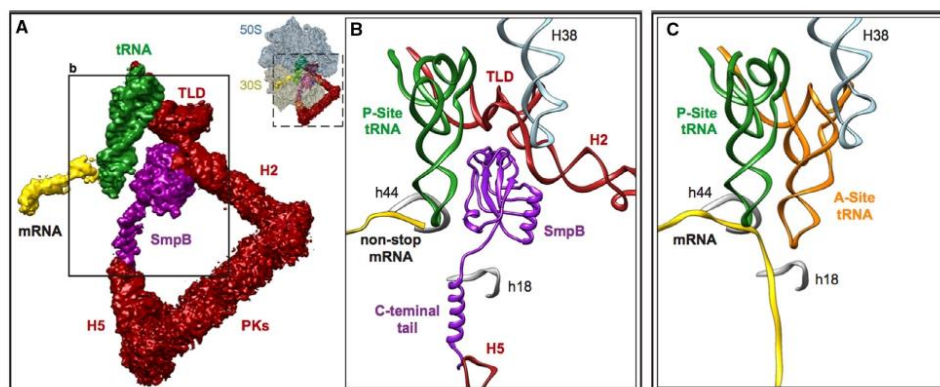 A
tRNA
b
TLD
H2
mRNA
SmpB
H5
PKs
50S
30S
B
H38
TLD
P-Site
tRNA
H2
h44
non-stop
mRNA
SmpB
h18
C-teminal
tail
H5
C
H38
P-Site
tRNA
h44
A-Site
tRNA
mRNA
h18